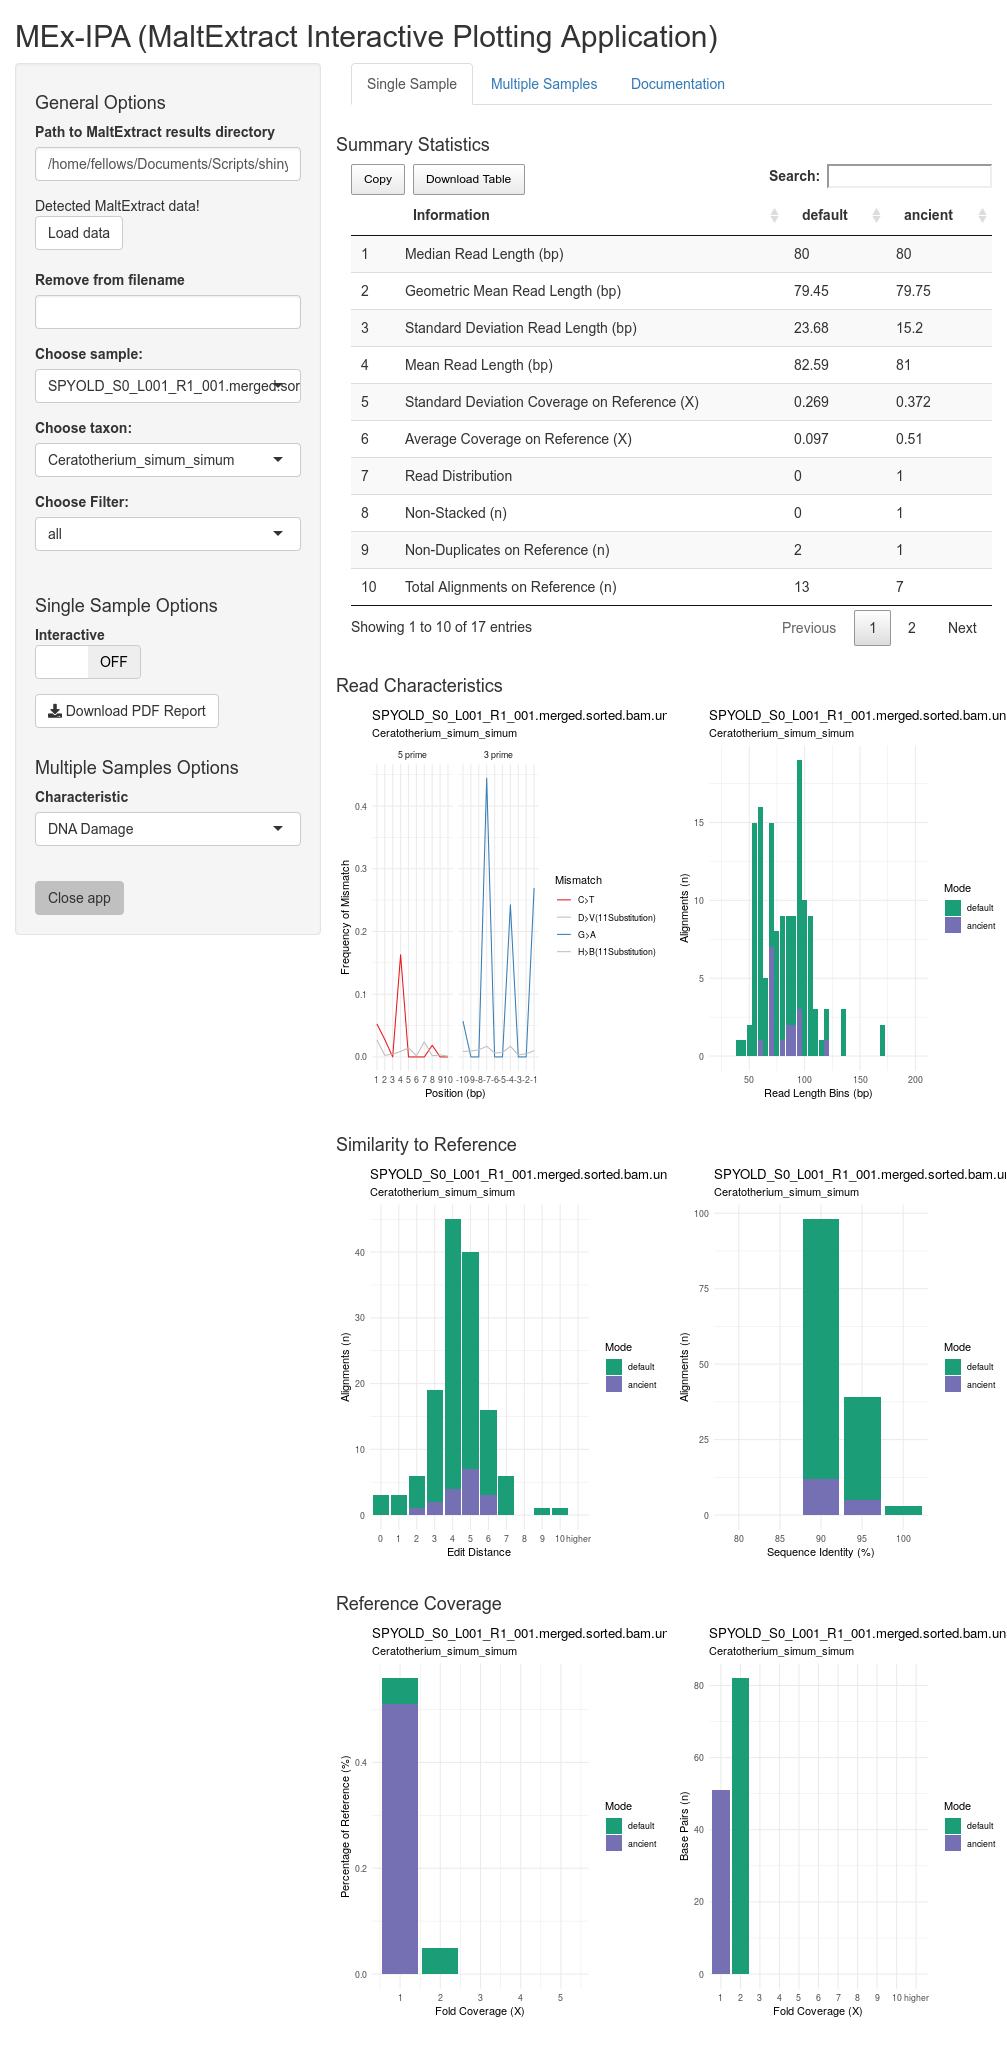 MEx-IPA (MaltExtract Interactive Plotting Application)
General Options
Path to MaltExtract results directory
/home/fellows/Documents/Scripts/shiny
Detected MaltExtract data!
Load data
Remove from filename
Choose sample:
SPYOLD_S0_L001_R1_001.merged.sor
Choose taxon:
Ceratotherium_simum_simum
Choose Filter:
all
Single Sample Options
Interactive
OFF
Download PDF Report
Multiple Samples Options
Characteristic
DNA Damage
Close app
Single Sample Multiple Samples Documentation
Summary Statistics
Copy Download Table Search:
Information default ancient
1 Median Read Length (bp) 80 80
2 Geometric Mean Read Length (bp) 79.45 79.75
3 Standard Deviation Read Length (bp) 23.68 15.2
4 Mean Read Length (bp) 82.59 81
5 Standard Deviation Coverage on Reference (X) 0.269 0.372
6 Average Coverage on Reference (X) 0.097 0.51
7 Read Distribution 0 1
8 Non-Stacked (n) 0 1
9 Non-Duplicates on Reference (n) 2 1
10 Total Alignments on Reference (n) 13 7
Showing 1 to 10 of 17 entries Previous 1 2 Next
Read Characteristics
SPYOLD_S0_L001_R1_001.merged.sorted.bam.ur
Ceratotherium_simum_simum
5 prime 3 prime
0.4
0.3
0.2
0.1
0.0
Frequency of Mismatch
1 2 3 4 5 6 7 8 9 10 -10-9-8-7-6-5-4-3-2-1
Position (bp)
Mismatch
C>T
D>V(11Substitution)
G>A
H>B(11Substitution)
SPYOLD_S0_L001_R1_001.merged.sorted.bam.un
Ceratotherium_simum_simum
15
10
5
0
Alignments (n)
50 100 150 200
Read Length Bins (bp)
Mode
default
ancient
Similarity to Reference
SPYOLD_S0_L001_R1_001.merged.sorted.bam.un
Ceratotherium_simum_simum
40
30
20
10
0
Alignments (n)
0 1 2 3 4 5 6 7 8 9 10 higher
Edit Distance
Mode
default
ancient
SPYOLD_S0_L001_R1_001.merged.sorted.bam.u
Ceratotherium_simum_simum
100
75
50
25
0
Alignments (n)
80 85 90 95 100
Sequence Identity (%)
Mode
default
ancient
Reference Coverage
SPYOLD_S0_L001_R1_001.merged.sorted.bam.ur
Ceratotherium_simum_simum
0.4
0.2
0.0
Percentage of Reference (%)
1 2 3 4 5
Fold Coverage (X)
Mode
default
ancient
SPYOLD_S0_L001_R1_001.merged.sorted.bam.un
Ceratotherium_simum_simum
80
60
40
20
0
Base Pairs (n)
1 2 3 4 5 6 7 8 9 10 higher
Fold Coverage (X)
Mode
default
ancient